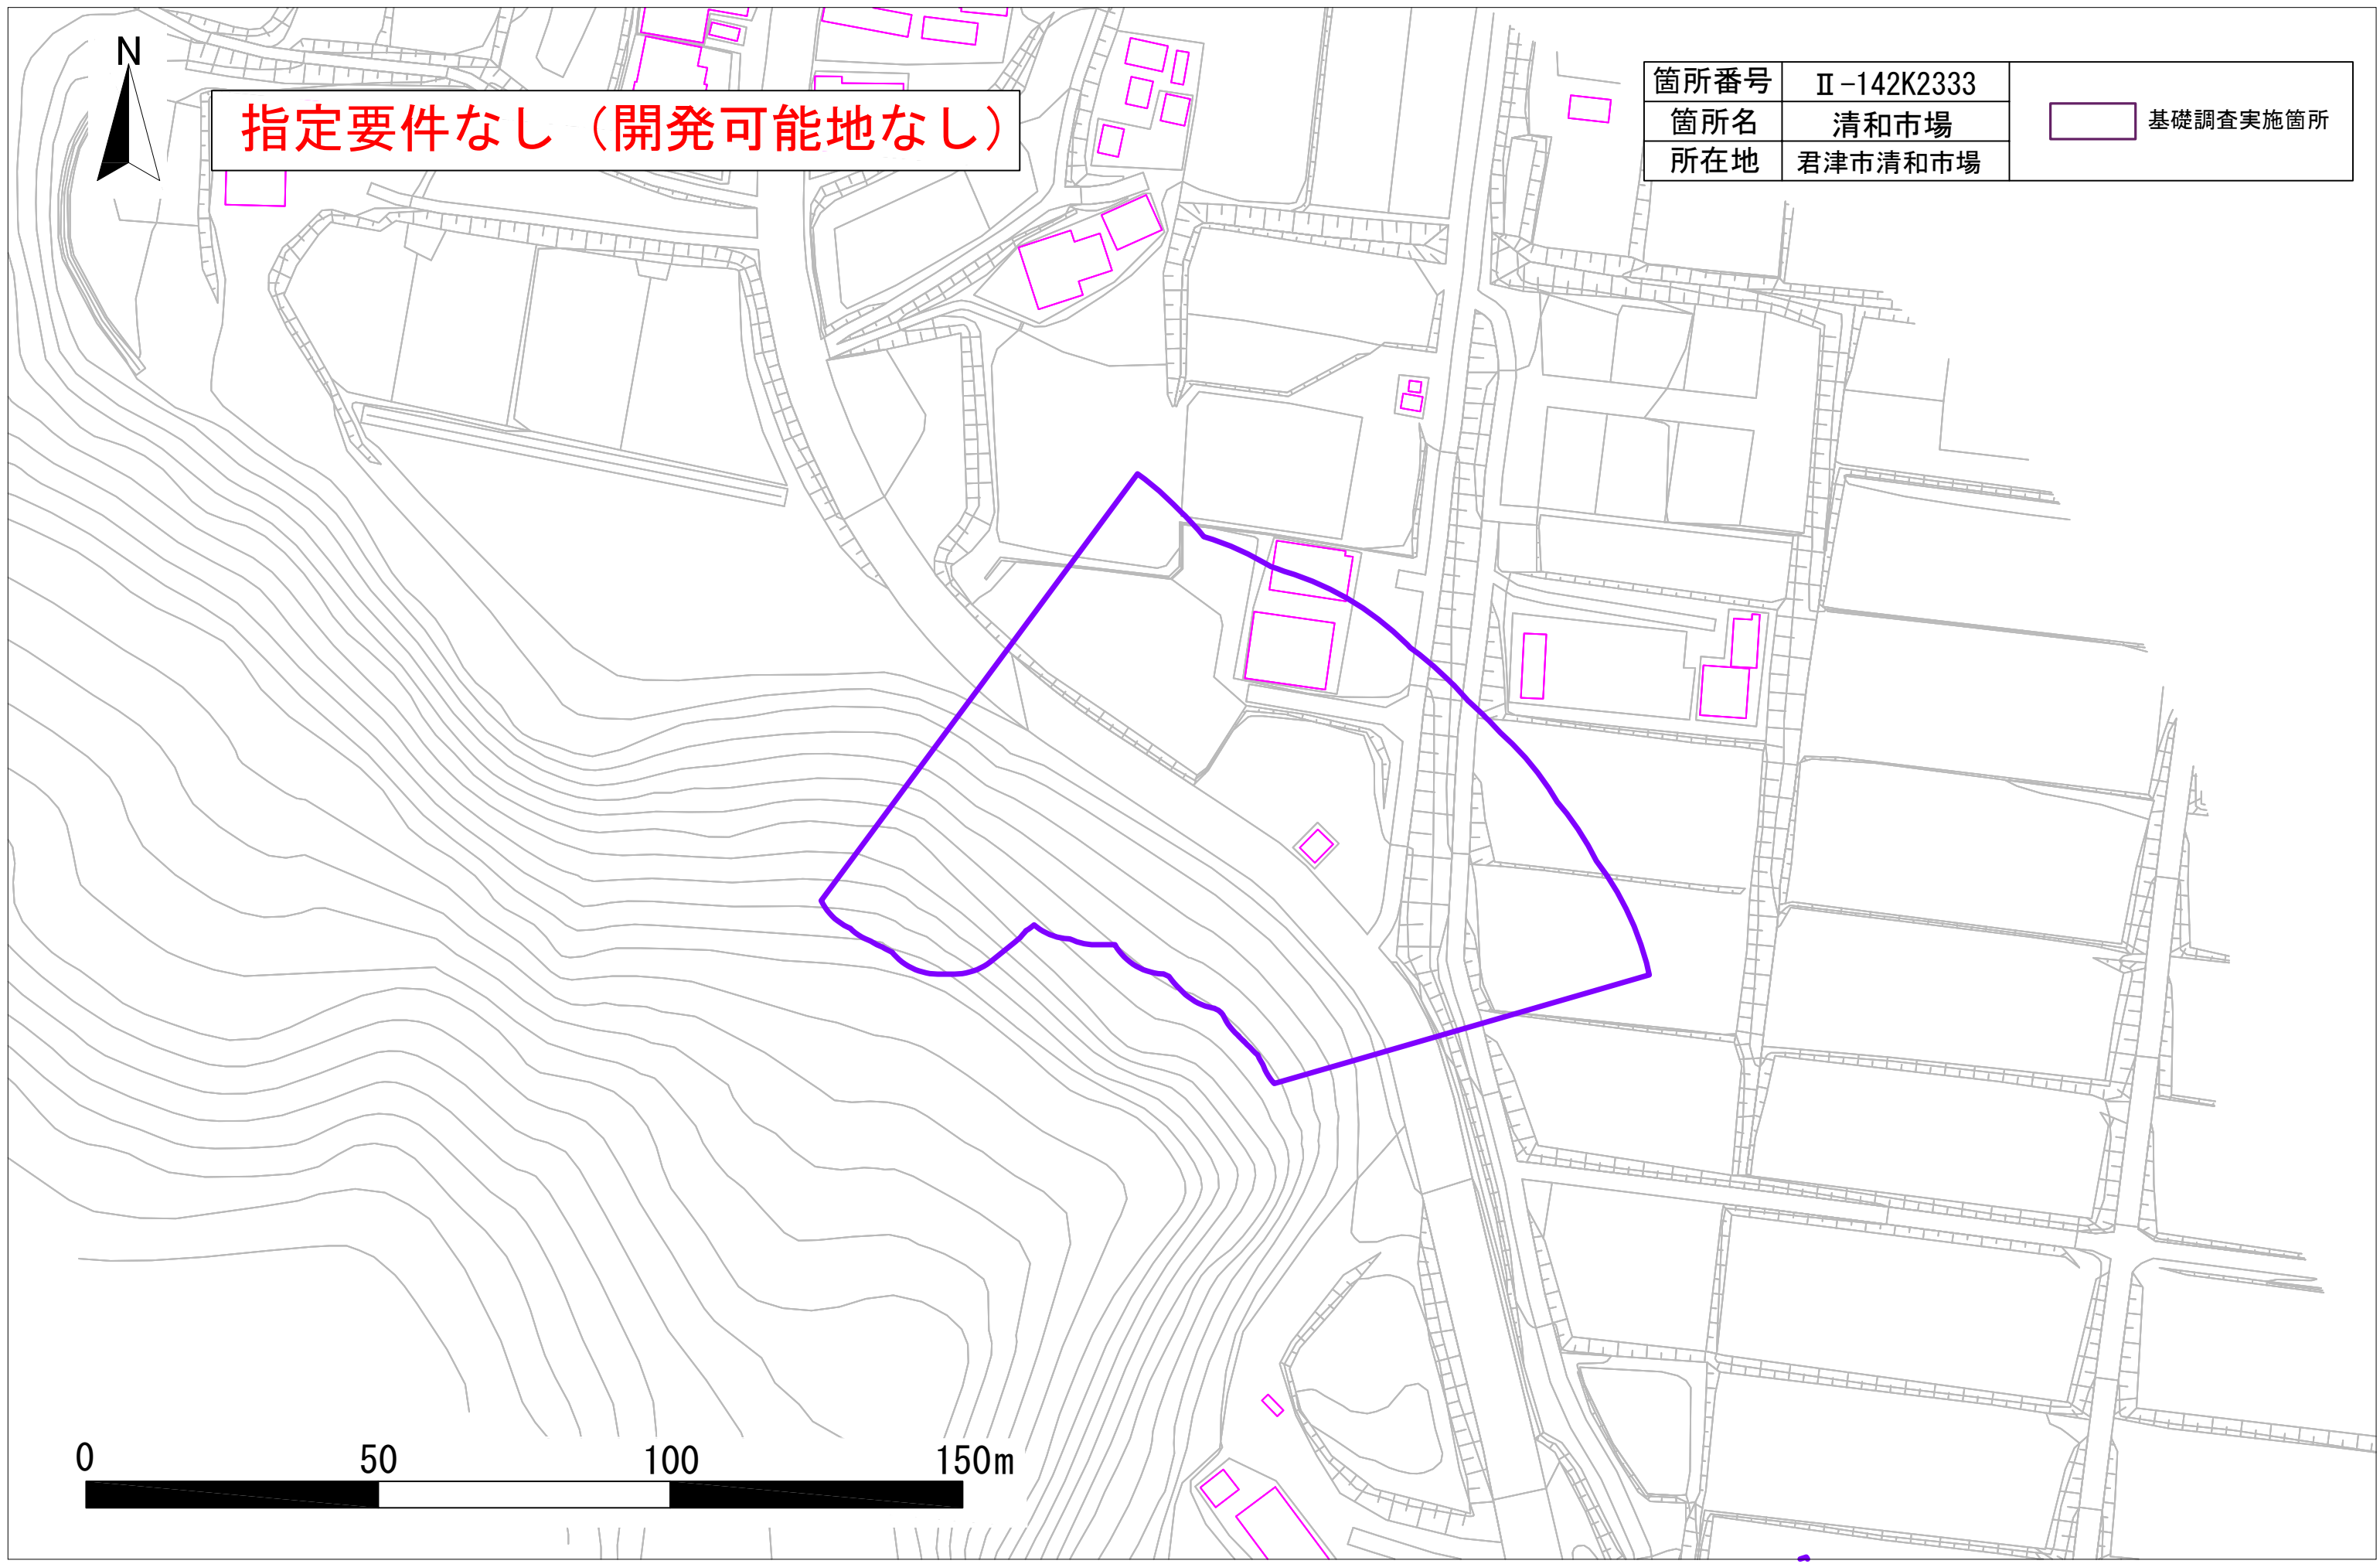 N
指定要件なし（開発可能地なし）
箇所番号 Ⅱ-142K2333
箇所名 清和市場
所在地 君津市清和市場
基礎調査実施箇所
0 50 100 150m